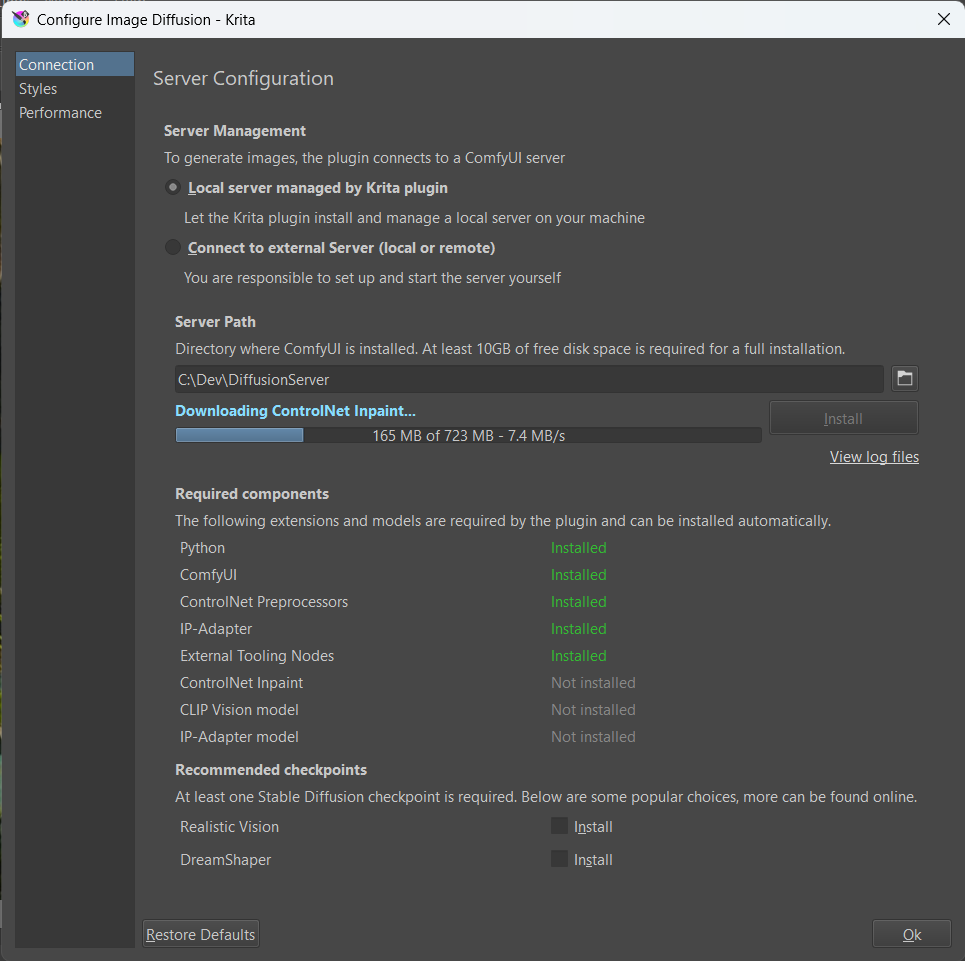 Configure Image Diffusion - Krita
Connection
Styles
Performance
Server Configuration
Server Management
To generate images, the plugin connects to a ComfyUI server
Local server managed by Krita plugin
Let the Krita plugin install and manage a local server on your machine
Connect to external Server (local or remote)
You are responsible to set up and start the server yourself
Server Path
Directory where ComfyUI is installed. At least 10GB of free disk space is required for a full installation.
C:\Dev\DiffusionServer
Downloading ControlNet Inpaint...
Install
165 MB of 723 MB - 7.4 MB/s
View log files
Required components
The following extensions and models are required by the plugin and can be installed automatically.
Python Installed
ComfyUI Installed
ControlNet Preprocessors Installed
IP-Adapter Installed
External Tooling Nodes Installed
ControlNet Inpaint Not installed
CLIP Vision model Not installed
IP-Adapter model Not installed
Recommended checkpoints
At least one Stable Diffusion checkpoint is required. Below are some popular choices, more can be found online.
Realistic Vision Install
DreamShaper Install
Restore Defaults Ok